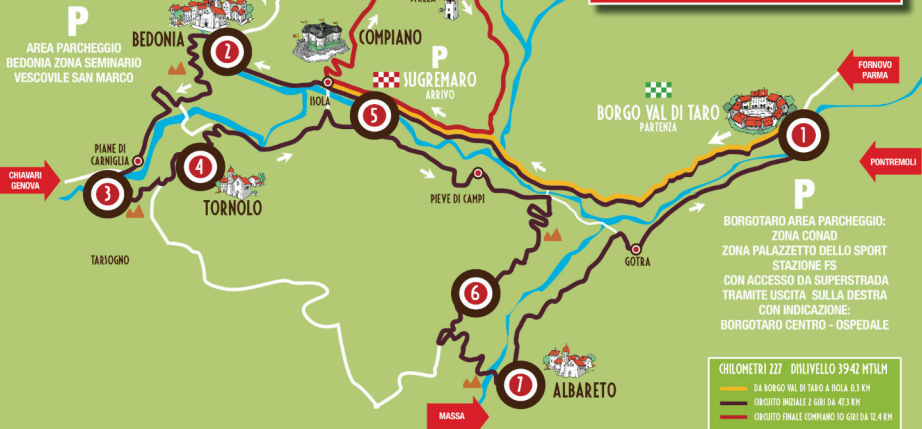 P
AREA PARCHEGGIO
BEDONIA ZONA SEMINARIO
VESCOVILE SAN MARCO
BEDONIA
2
COMPIANO
P
SUGREMARO
ARRIVO
ISOLA
5
BORGO VAL DI TARO
PARTENZA
1
FORNOVO
PARMA
PONTREMOLI
PIANE DI
CARNIGLIA
CHIAVARI
GENOVA
3
4
TORNOLO
TARSOGNO
PIEVE DI CAMPI
GOTRA
6
7
ALBARETO
MASSA
P
BORGOTARO AREA PARCHEGGIO:
ZONA CONAD
ZONA PALAZZETTO DELLO SPORT
STAZIONE FS
CON ACCESSO DA SUPERSTRADA
TRAMITE USCITA SULLA DESTRA
CON INDICAZIONE:
BORGOTARO CENTRO - OSPEDALE
CHILOMETRI 227 DISLIVELLO 3942 MTSLM
DA BORGO VAL DI TARO A ISOLA 8,3 KM
CIRCUITO INIZIALE 2 GIRI DA 47,3 KM
CIRCUITO FINALE COMPIANO 10 GIRI DA 12,4 KM